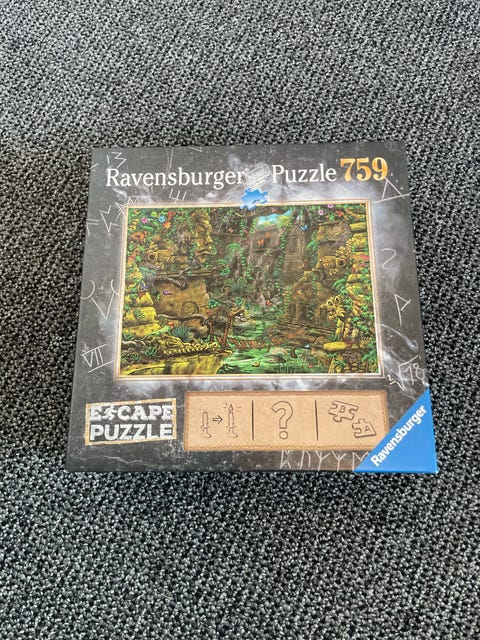 Ravensburger Puzzle 759
ESCAPE
PUZZLE
?
A
Ravensburger